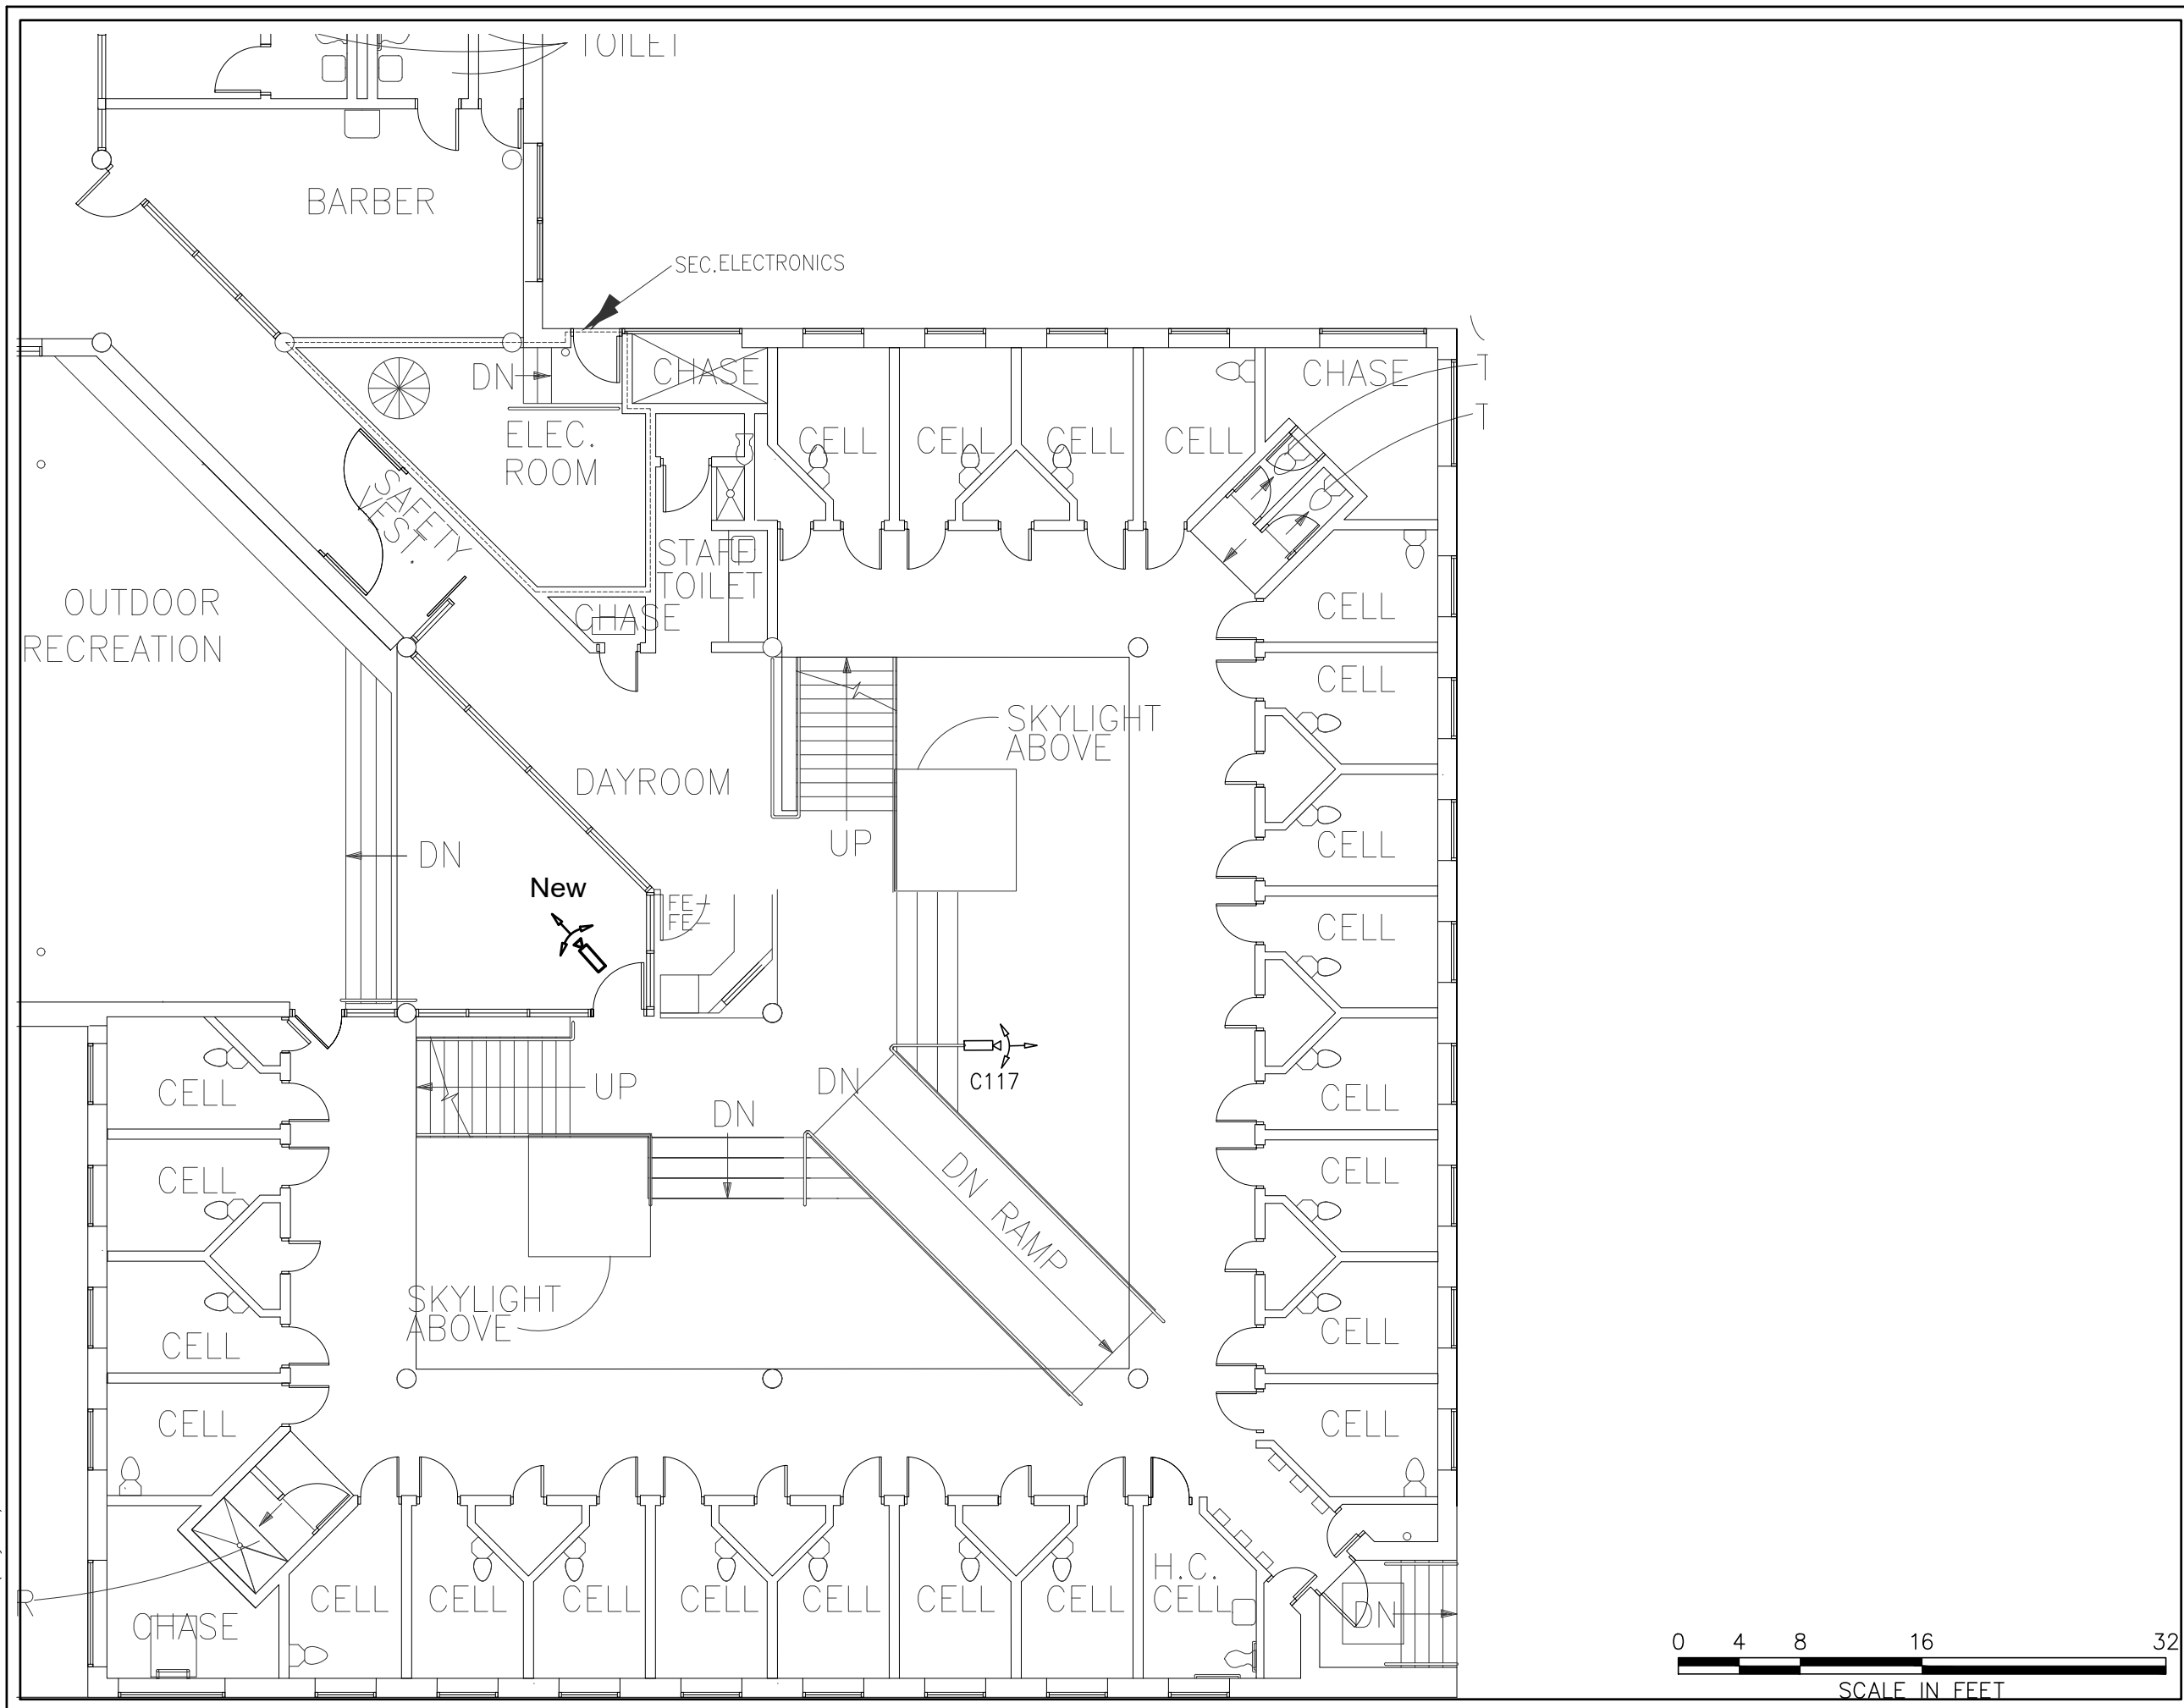 TOILET
BARBER
SEC. ELECTRONICS
DN
CHASE
CHASE
ELEC.
ROOM
CELL
CELL
CELL
CELL
SAFETY
VEST.
STAFF
TOILET
CHASE
OUTDOOR
RECREATION
CELL
CELL
SKYLIGHT
ABOVE
DAYROOM
UP
CELL
DN
New
FE
FE
CELL
C117
CELL
UP
DN
DN
CELL
CELL
CELL
DN RAMP
SKYLIGHT
ABOVE
CELL
CELL
CELL
CELL
H.C.
CELL
CELL
CELL
CELL
CELL
CELL
CELL
R
CHASE
DN
0 4 8 16 32
SCALE IN FEET